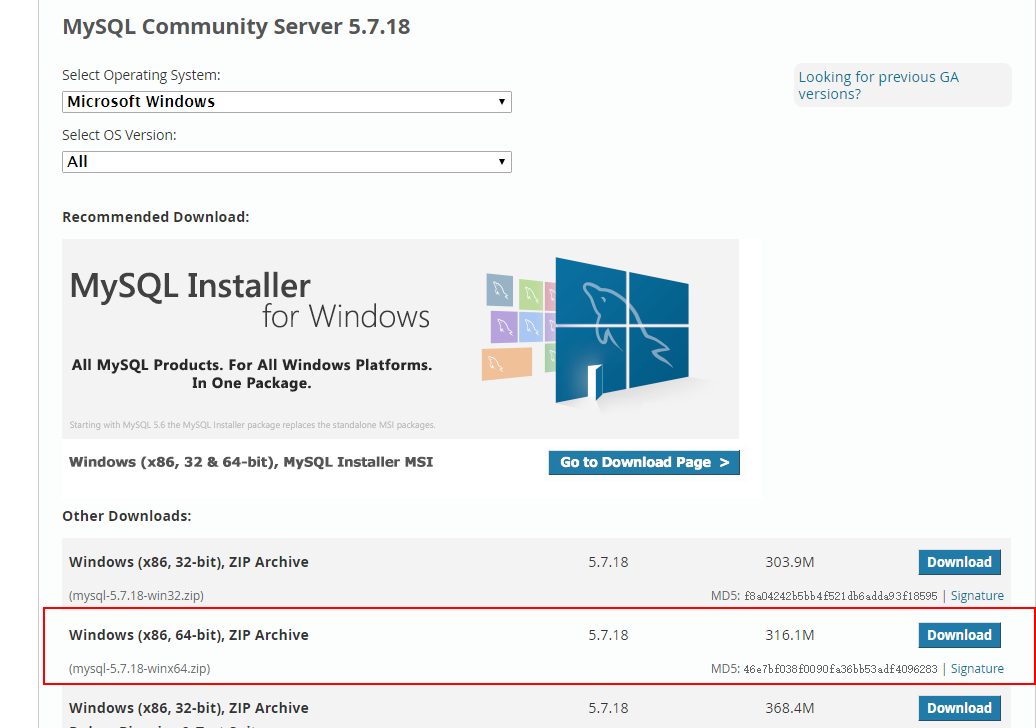 MySQL Community Server 5.7.18
Select Operating System:
Looking for previous GA
versions?
Microsoft Windows
Select OS Version:
All
Recommended Download:
MySQL Installer
for Windows
All MySQL Products. For All Windows Platforms.
In One Package.
Starting with MySQL 5.6 the MySQL Installer package replaces the standalone MSI packages.
Windows (x86, 32 & 64-bit), MySQL Installer MSI
Go to Download Page >
Other Downloads:
Windows (x86, 32-bit), ZIP Archive 5.7.18 303.9M Download
(mysql-5.7.18-win32.zip) MD5: f8a04242b5bb4f521db6adda93f18595 | Signature
Windows (x86, 64-bit), ZIP Archive 5.7.18 316.1M Download
(mysql-5.7.18-winx64.zip) MD5: 46e7bf038f0090fa36bb53adf4096283 | Signature
Windows (x86, 32-bit), ZIP Archive 5.7.18 368.4M Download